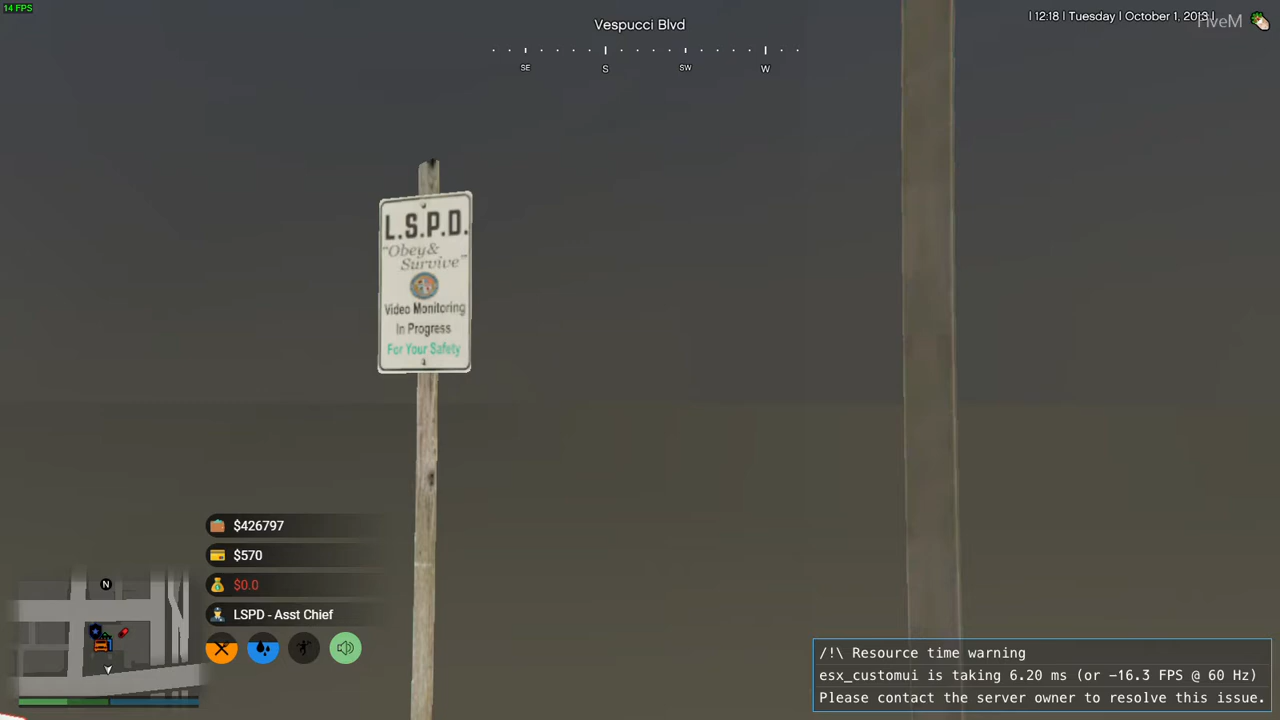 14 FPS
Vespucci Blvd
| 12:18 | Tuesday | October 1, 2013 |
FiveM
SE S SW W
L.S.P.D.
"Obey&
Survive"
Video Monitoring
In Progress
For Your Safety
$426797
$570
$0.0
LSPD - Asst Chief
N
/!\ Resource time warning
esx_customui is taking 6.20 ms (or -16.3 FPS @ 60 Hz)
Please contact the server owner to resolve this issue.